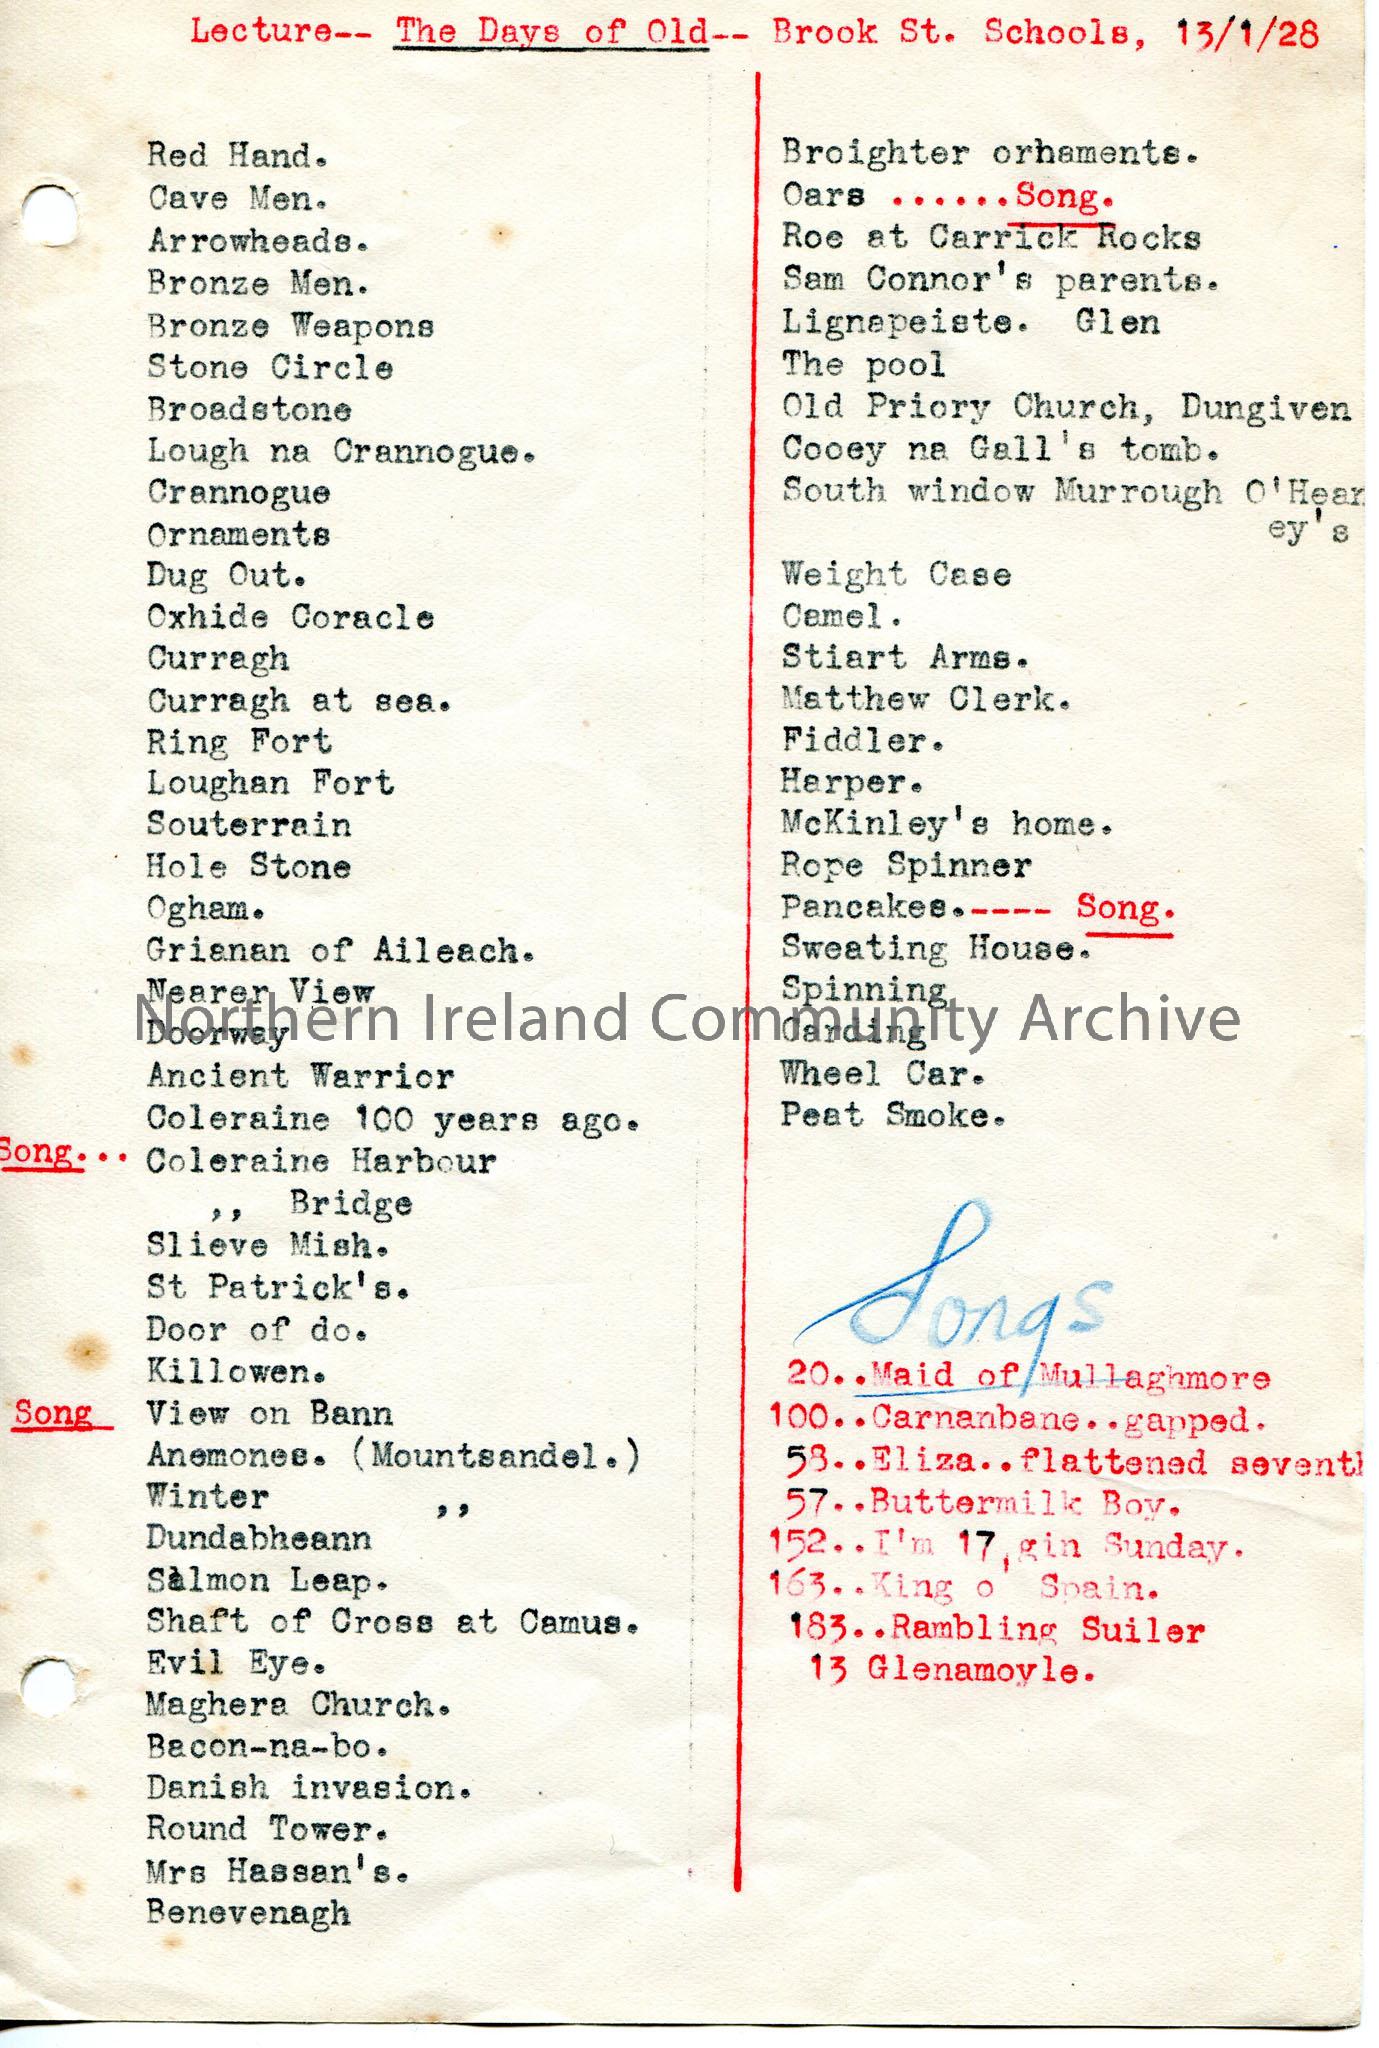 Lecture-- The Days of Old-- Brook St. Schools, 13/1/28
Red Hand.
Cave Men.
Arrowheads.
Bronze Men.
Bronze Weapons
Stone Circle
Broadstone
Lough na Crannogue.
Crannogue
Ornaments
Dug Out.
Oxhide Coracle
Curragh
Curragh at sea.
Ring Fort
Loughan Fort
Souterrain
Hole Stone
Ogham.
Grianan of Aileach.
Nearer View
Doorway
Ancient Warrior
Coleraine 100 years ago.
Song... Coleraine Harbour
,, Bridge
Slieve Mish.
St Patrick's.
Door of do.
Killowen.
Song View on Bann
Anemones. (Mountsandel.)
Winter ,,
Dundabheann
Salmon Leap.
Shaft of Cross at Camus.
Evil Eye.
Maghera Church.
Bacon-na-bo.
Danish invasion.
Round Tower.
Mrs Hassan's.
Benevenagh
Broighter orhaments.
Oars ......Song.
Roe at Carrick Rocks
Sam Connor's parents.
Lignapeiste. Glen
The pool
Old Priory Church, Dungiven
Cooey na Gall's tomb.
South window Murrough O'Hear
ey's
Weight Case
Camel.
Stiart Arms.
Matthew Clerk.
Fiddler.
Harper.
McKinley's home.
Rope Spinner
Pancakes.---- Song.
Sweating House.
Spinning
Carding
Wheel Car.
Peat Smoke.
Songs
20..Maid of Mullaghmore
100..Carnanbane..gapped.
58..Eliza..flattened seventh
57..Buttermilk Boy.
152..I'm 17,gin Sunday.
163..King o' Spain.
183..Rambling Suiler
13 Glenamoyle.
Northern Ireland Community Archive